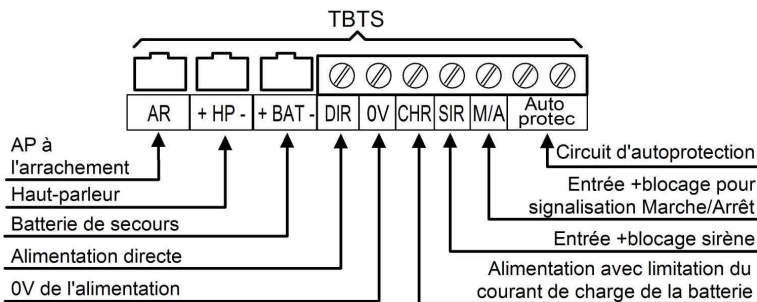 TBTS
AR
+ HP -
+ BAT -
DIR
0V
CHR
SIR
M/A
Auto
protec
AP à
l'arrachement
Haut-parleur
Batterie de secours
Alimentation directe
0V de l'alimentation
Circuit d'autoprotection
Entrée +blocage pour
signalisation Marche/Arrêt
Entrée +blocage sirène
Alimentation avec limitation du
courant de charge de la batterie